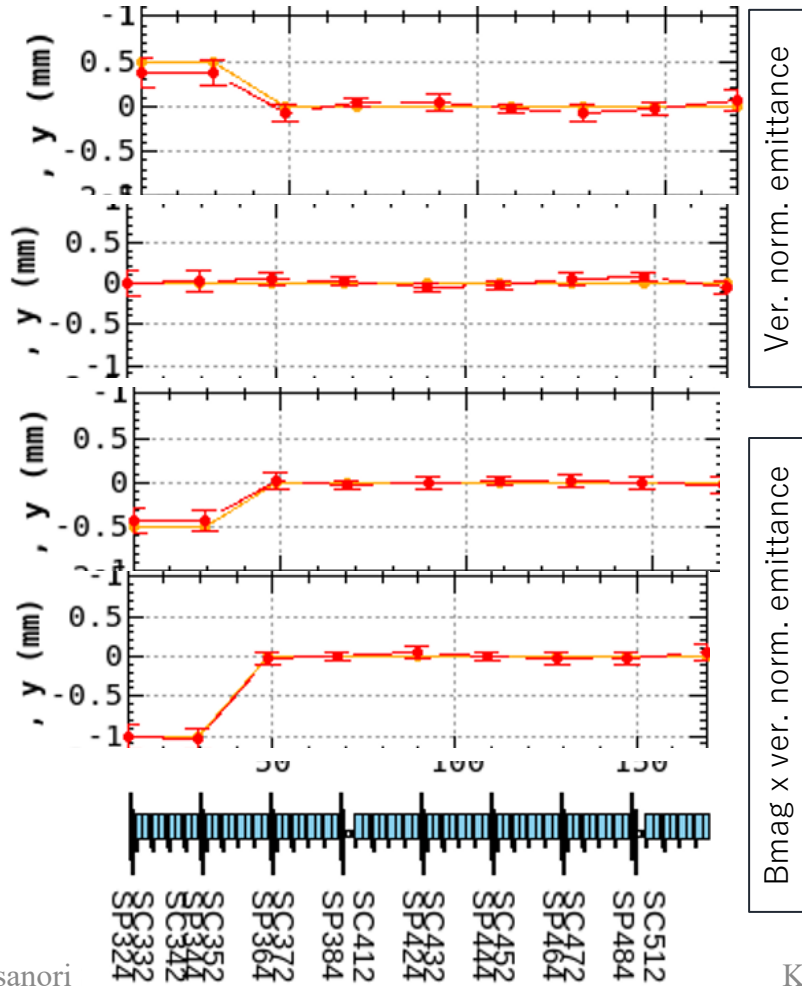 -1
0.5
0
-0.5
, y (mm)
0.5
0
-0.5
-1
, y (mm)
-1
0.5
0
-0.5
, y (mm)
-1
0.5
0
-0.5
-1
, y (mm)
50
100
150
SP324
SC332
SC342
SP344
SC352
SP364
SC372
SP384
SC412
SP424
SC432
SP444
SC452
SP464
SC472
SP484
SC512
Ver. norm. emittance
Bmag x ver. norm. emittance
sanori
K